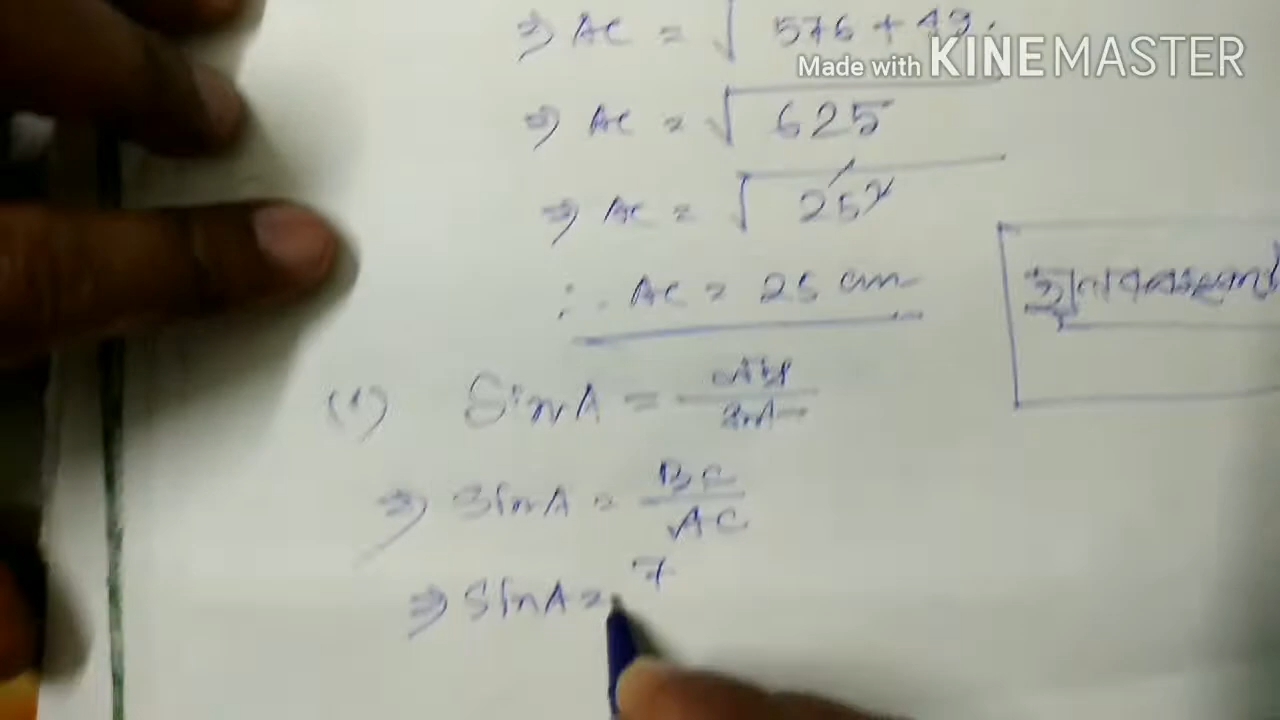 ⇒ AC = √ 576 + 49
Made with KINEMASTER
⇒ AC = √ 625
⇒ AC = √ 25²
∴ AC = 25 cm
(1) SinA =
⇒ SinA = BC/AC
⇒ SinA = 7